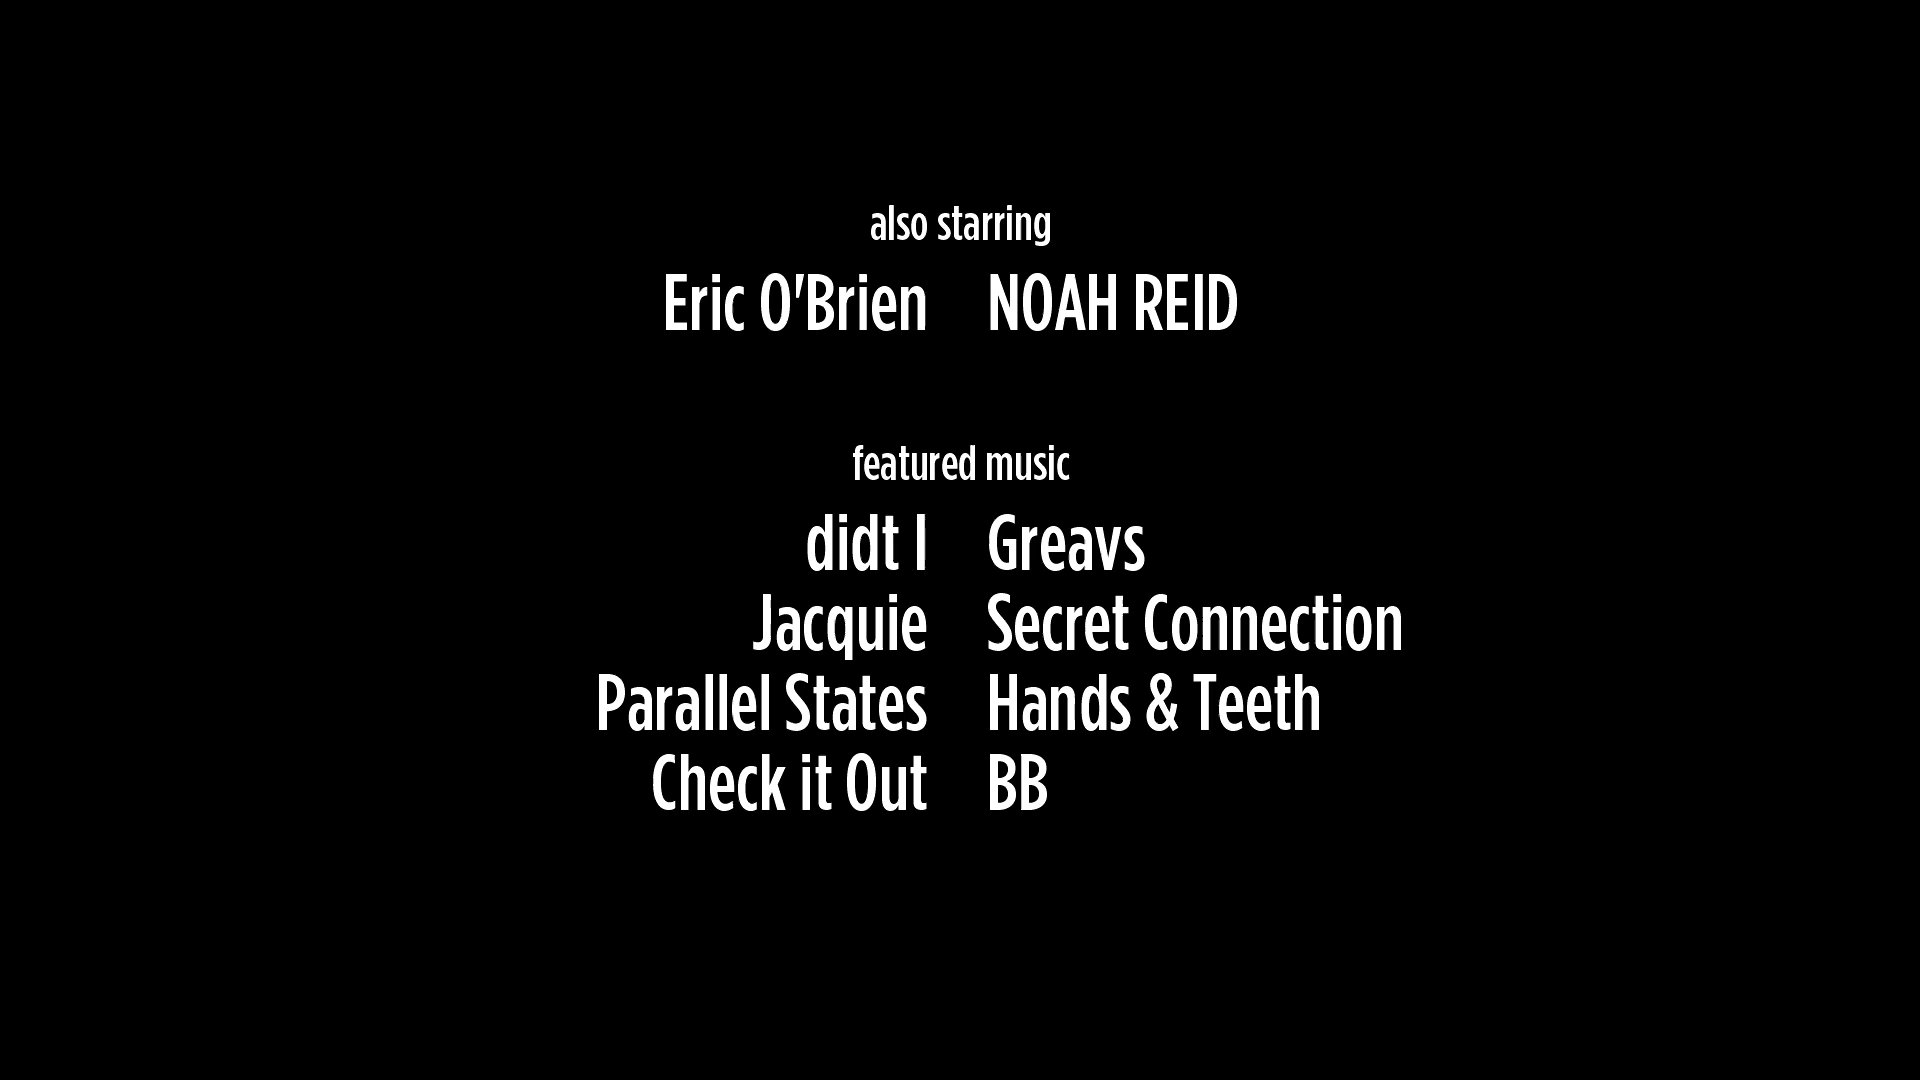 also starring
Eric O'Brien NOAH REID
featured music
didt I Greavs
Jacquie Secret Connection
Parallel States Hands & Teeth
Check it Out BB